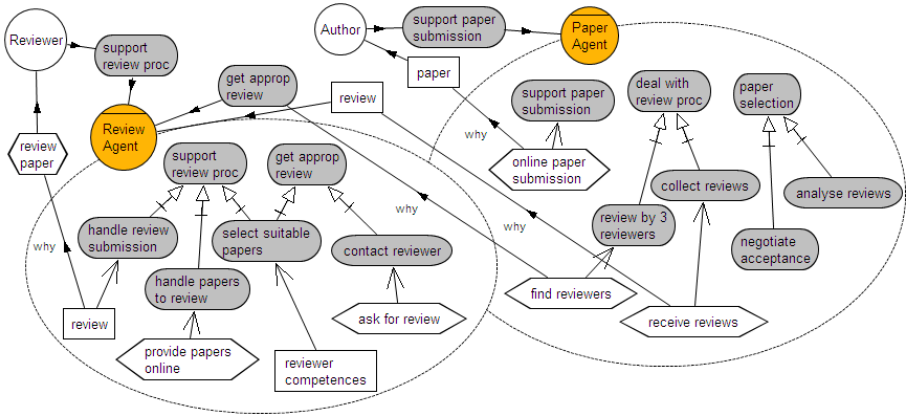 Reviewer
support
review proc
get approp
review
review
Review
Agent
review
paper
Author
support paper
submission
Paper
Agent
paper
support paper
submission
deal with
review proc
paper
selection
why
online paper
submission
collect reviews
analyse reviews
review by 3
reviewers
negotiate
acceptance
find reviewers
receive reviews
why
support
review proc
get approp
review
handle review
submission
select suitable
papers
contact reviewer
why
handle papers
to review
review
ask for review
provide papers
online
reviewer
competences
why